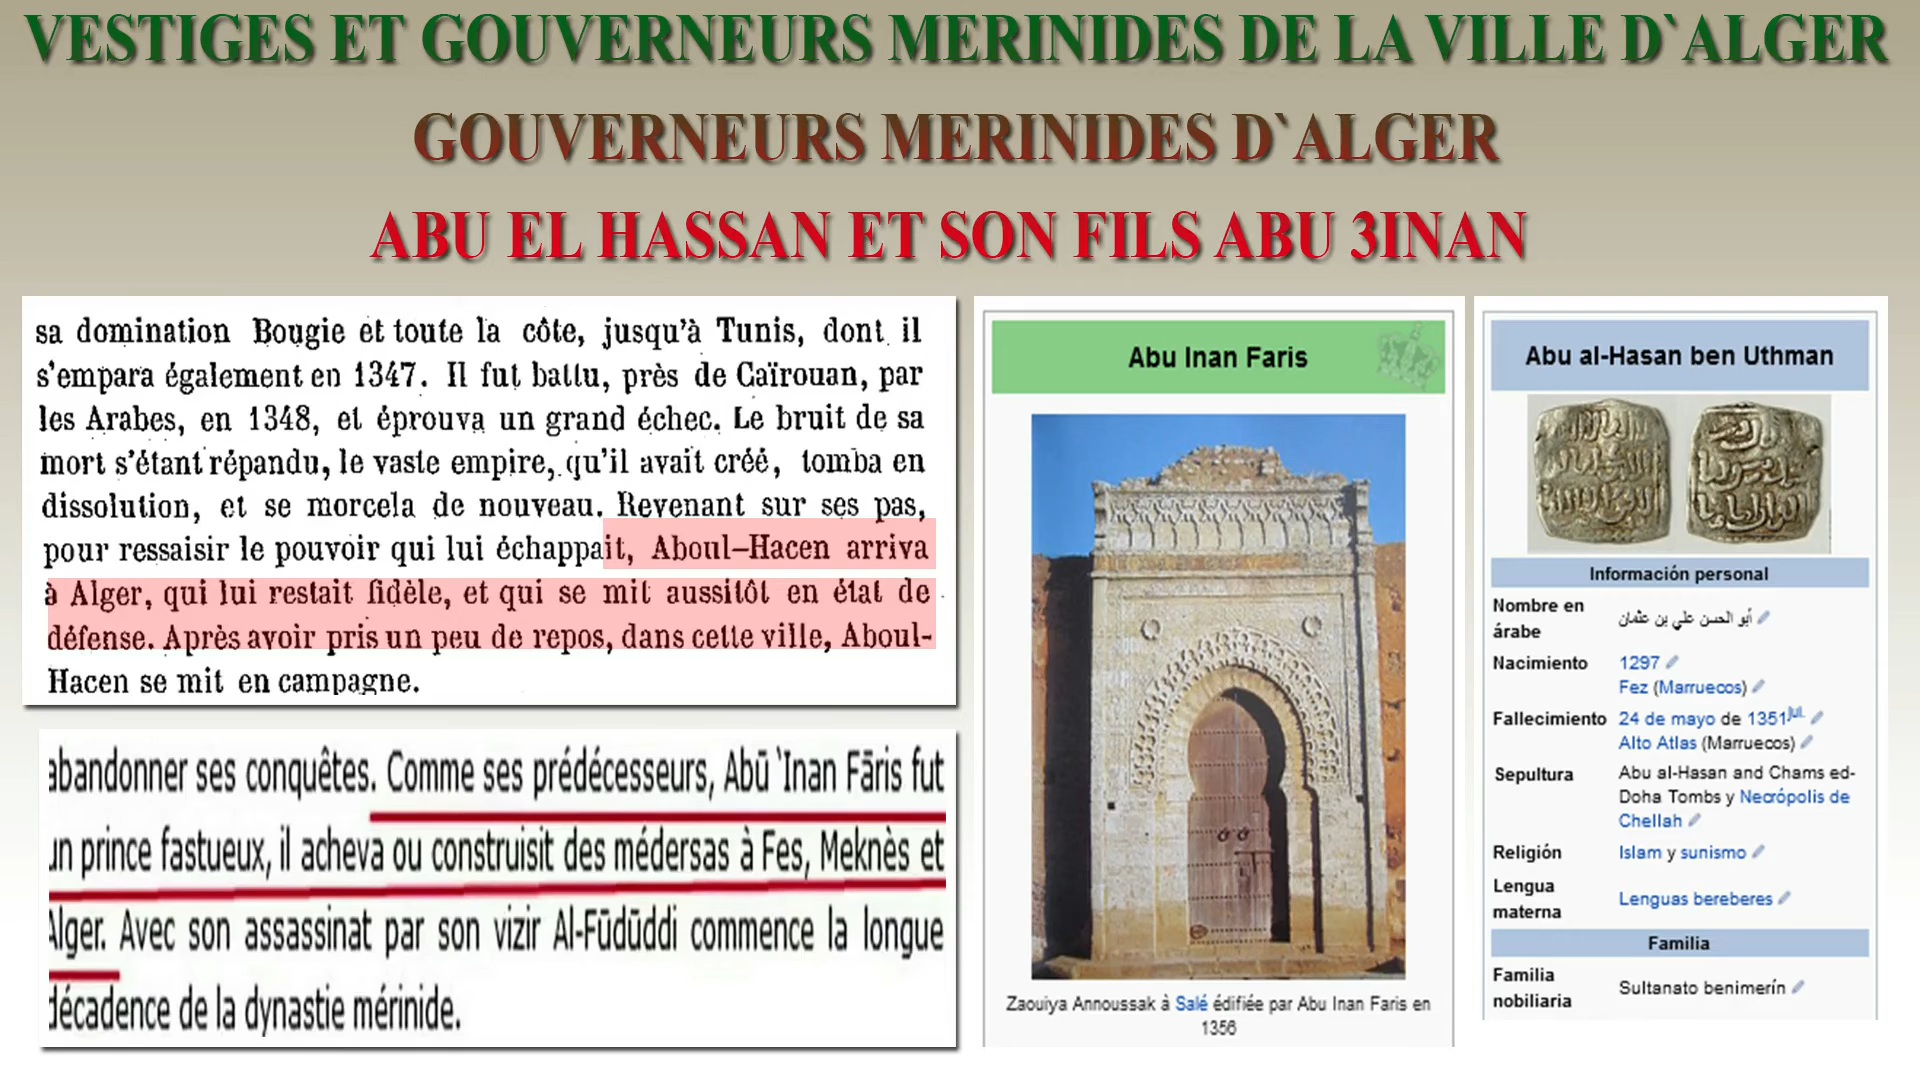 VESTIGES ET GOUVERNEURS MERINIDES DE LA VILLE D`ALGER
GOUVERNEURS MERINIDES D`ALGER
ABU EL HASSAN ET SON FILS ABU 3INAN
sa domination Bougie et toute la côte, jusqu'à Tunis, dont il
s'empara également en 1347. Il fut battu, près de Caïrouan, par
les Arabes, en 1348, et éprouva un grand échec. Le bruit de sa
mort s'étant répandu, le vaste empire, qu'il avait créé, tomba en
dissolution, et se morcela de nouveau. Revenant sur ses pas,
pour ressaisir le pouvoir qui lui échappait, Aboul-Hacen arriva
à Alger, qui lui restait fidèle, et qui se mit aussitôt en état de
défense. Après avoir pris un peu de repos, dans cette ville, Aboul-
Hacen se mit en campagne.
abandonner ses conquêtes. Comme ses prédécesseurs, Abū `Inan Fāris fut
un prince fastueux, il acheva ou construisit des médersas à Fes, Meknès et
Alger. Avec son assassinat par son vizir Al-Fūdūddi commence la longue
décadence de la dynastie mérinide.
Abu Inan Faris
Zaouiya Annoussak à Salé édifiée par Abu Inan Faris en
1356
Abu al-Hasan ben Uthman
Información personal
Nombre en árabe أبو الحسن علي بن عثمان
Nacimiento 1297
Fez (Marruecos)
Fallecimiento 24 de mayo de 1351jul.
Alto Atlas (Marruecos)
Sepultura Abu al-Hasan and Chams ed-
Doha Tombs y Necrópolis de
Chellah
Religión Islam y sunismo
Lengua materna Lenguas bereberes
Familia
Familia nobiliaria Sultanato benimerín